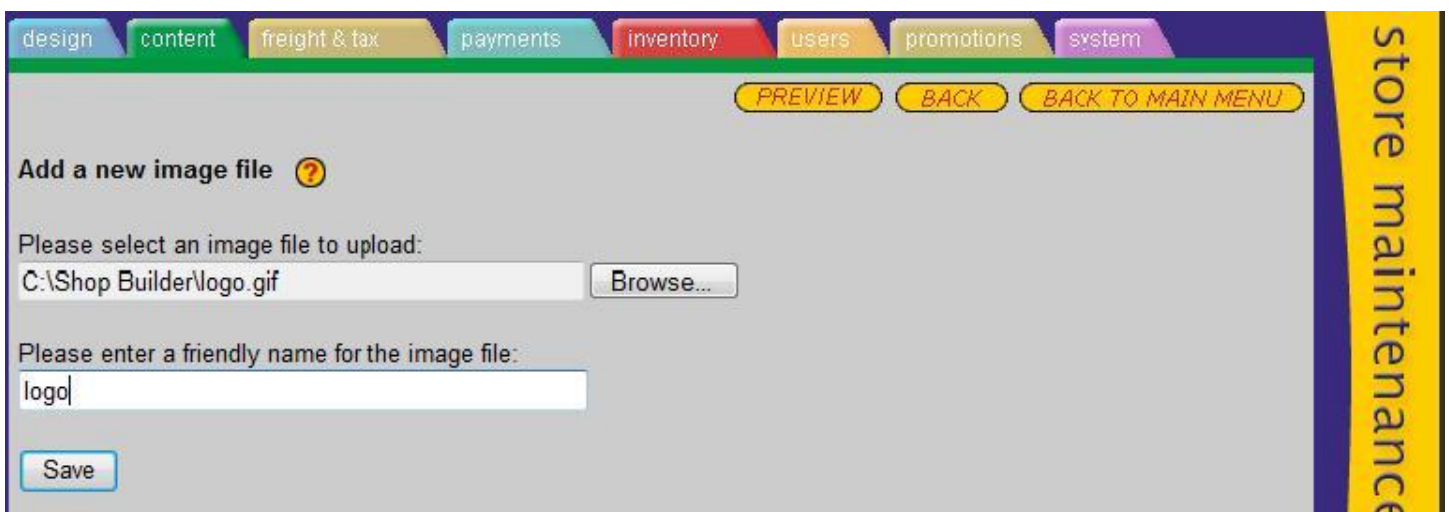 design content freight & tax payments inventory users promotions system
PREVIEW BACK BACK TO MAIN MENU
Add a new image file ?
Please select an image file to upload:
C:\Shop Builder\logo.gif Browse...
Please enter a friendly name for the image file:
logo
Save
store maintenance